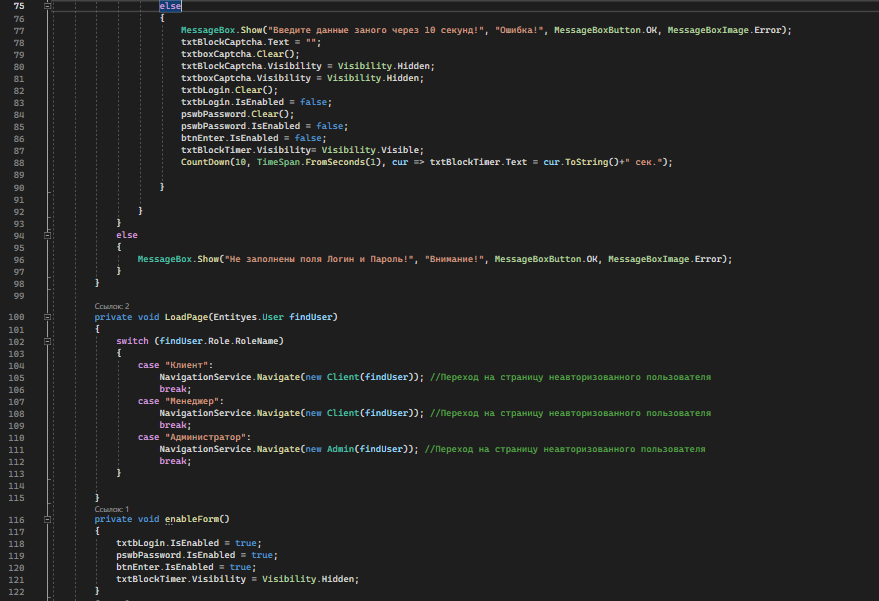 75 else
76 {
77 MessageBox.Show("Введите данные заного через 10 секунд!", "Ошибка!", MessageBoxButton.OK, MessageBoxImage.Error);
78 txtBlockCaptcha.Text = "";
79 txtboxCaptcha.Clear();
80 txtBlockCaptcha.Visibility = Visibility.Hidden;
81 txtboxCaptcha.Visibility = Visibility.Hidden;
82 txtbLogin.Clear();
83 txtbLogin.IsEnabled = false;
84 pswbPassword.Clear();
85 pswbPassword.IsEnabled = false;
86 btnEnter.IsEnabled = false;
87 txtBlockTimer.Visibility= Visibility.Visible;
88 CountDown(10, TimeSpan.FromSeconds(1), cur => txtBlockTimer.Text = cur.ToString()+" сек.");
89
90 }
91
92 }
93 }
94 else
95 {
96 MessageBox.Show("Не заполнены поля Логин и Пароль!", "Внимание!", MessageBoxButton.OK, MessageBoxImage.Error);
97 }
98 }
99
Ссылок: 2
100 private void LoadPage(Entityes.User findUser)
101 {
102 switch (findUser.Role.RoleName)
103 {
104 case "Клиент":
105 NavigationService.Navigate(new Client(findUser)); //Переход на страницу неавторизованного пользователя
106 break;
107 case "Менеджер":
108 NavigationService.Navigate(new Client(findUser)); //Переход на страницу неавторизованного пользователя
109 break;
110 case "Администратор":
111 NavigationService.Navigate(new Admin(findUser)); //Переход на страницу неавторизованного пользователя
112 break;
113 }
114
115 }
Ссылок: 1
116 private void enableForm()
117 {
118 txtbLogin.IsEnabled = true;
119 pswbPassword.IsEnabled = true;
120 btnEnter.IsEnabled = true;
121 txtBlockTimer.Visibility = Visibility.Hidden;
122 }